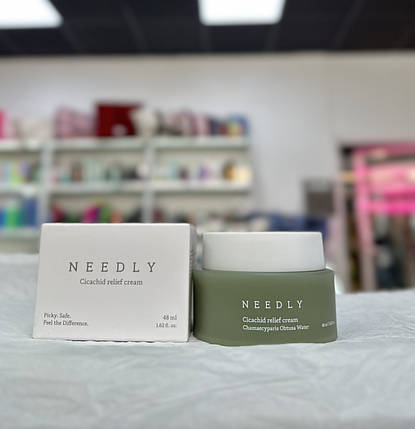 NEEDLY
Cicachid relief cream
Picky. Safe.
Feel the Difference.
48 ml
1.62 fl. oz.
NEEDLY
Cicachid relief cream
Chamaecyparis Obtusa Water